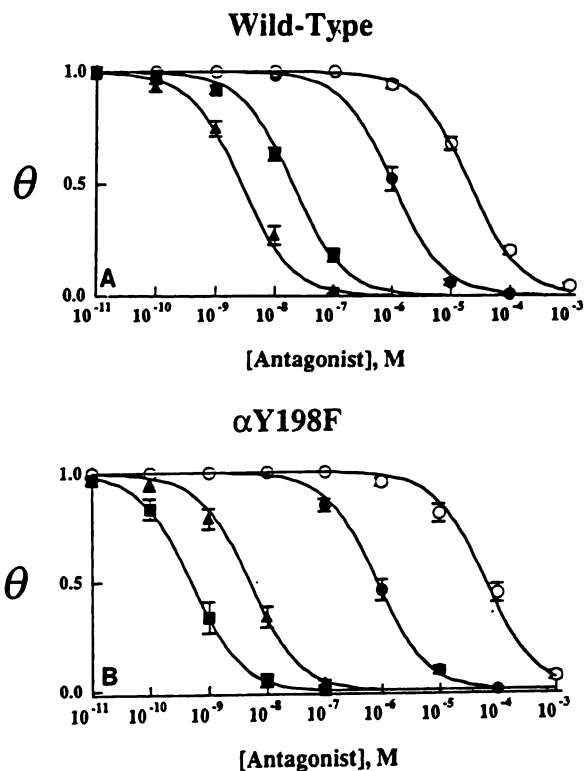 Wild-Type
1.0
0.5
0.0
θ
A
10⁻¹¹ 10⁻¹⁰ 10⁻⁹ 10⁻⁸ 10⁻⁷ 10⁻⁶ 10⁻⁵ 10⁻⁴ 10⁻³
[Antagonist], M
αY198F
1.0
0.5
0.0
θ
B
10⁻¹¹ 10⁻¹⁰ 10⁻⁹ 10⁻⁸ 10⁻⁷ 10⁻⁶ 10⁻⁵ 10⁻⁴ 10⁻³
[Antagonist], M